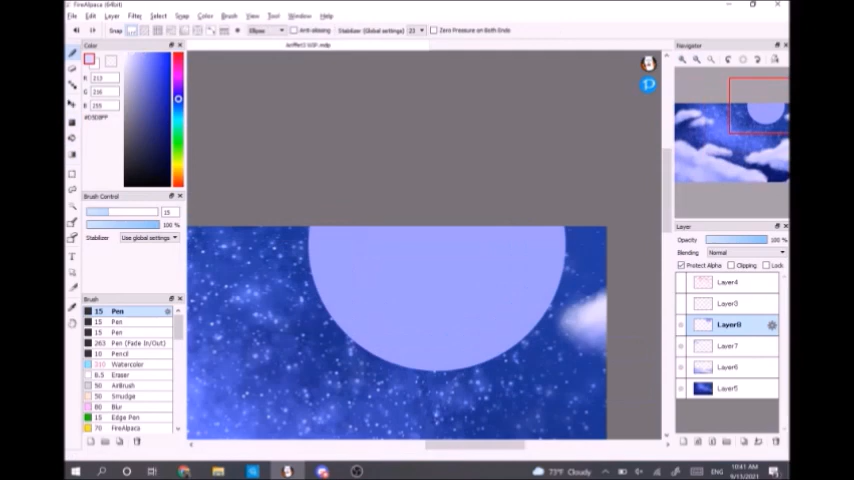 FireAlpaca (64bit)
File Edit Layer Filter Select Snap Color Brush View Tool Window Help
Snap Ellipse Anti-aliasing Stabilizer (Global settings) 23 Zero Pressure on Both Ends
Color
R 213
G 216
B 255
#D5D8FF
Brush Control
15
100 %
Stabilizer Use global settings
Brush
15 Pen
15 Pen
15 Pen
263 Pen (Fade In/Out)
10 Pencil
210 Watercolor
6.5 Eraser
50 AirBrush
50 Smudge
80 Blur
15 Edge Pen
70 FireAlpaca
Navigator
Layer
Opacity 100 %
Blending Normal
Protect Alpha Clipping Lock
Layer4
Layer3
Layer8
Layer7
Layer6
Layer5
73°F Cloudy
ENG
10:41 AM
9/13/2021